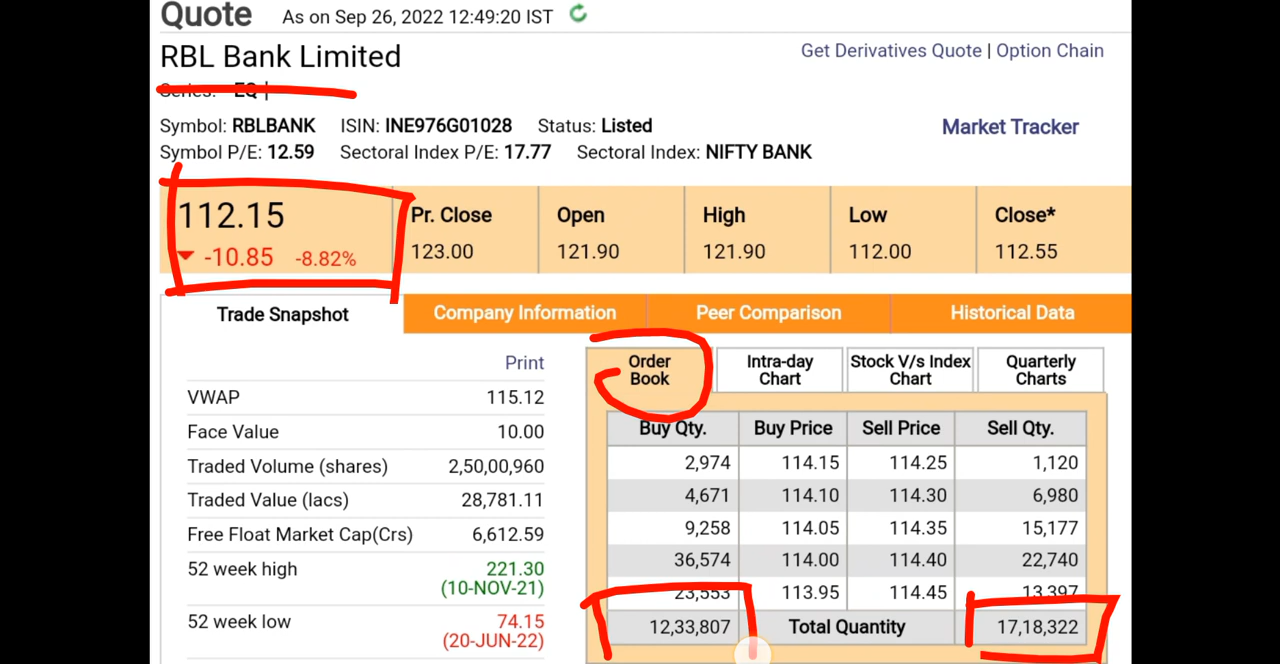 Quote As on Sep 26, 2022 12:49:20 IST
RBL Bank Limited
Get Derivatives Quote | Option Chain
Series: EQ |
Symbol: RBLBANK ISIN: INE976G01028 Status: Listed
Market Tracker
Symbol P/E: 12.59 Sectoral Index P/E: 17.77 Sectoral Index: NIFTY BANK
112.15 Pr. Close Open High Low Close*
-10.85 -8.82% 123.00 121.90 121.90 112.00 112.55
Trade Snapshot Company Information Peer Comparison Historical Data
Print
VWAP 115.12
Face Value 10.00
Traded Volume (shares) 2,50,00,960
Traded Value (lacs) 28,781.11
Free Float Market Cap(Crs) 6,612.59
52 week high 221.30
(10-NOV-21)
52 week low 74.15
(20-JUN-22)
Order Intra-day Stock V/s Index Quarterly
Book Chart Chart Charts
Buy Qty. Buy Price Sell Price Sell Qty.
2,974 114.15 114.25 1,120
4,671 114.10 114.30 6,980
9,258 114.05 114.35 15,177
36,574 114.00 114.40 22,740
23,553 113.95 114.45 13,397
12,33,807 Total Quantity 17,18,322